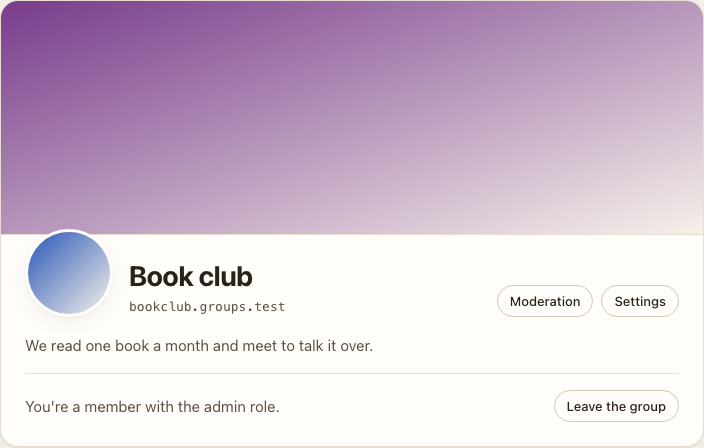 Book club
bookclub.groups.test
Moderation
Settings
We read one book a month and meet to talk it over.
You're a member with the admin role.
Leave the group